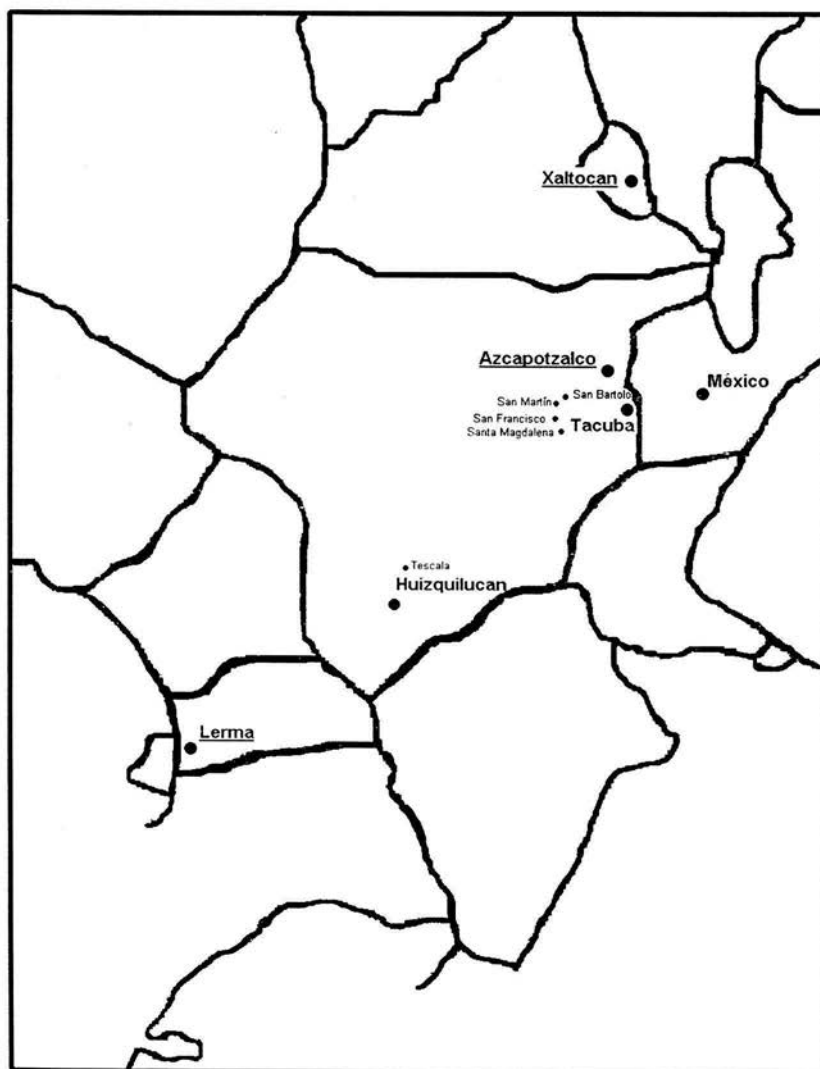 Xaltocan
Azcapotzalco
México
San Bartolo
San Martín
San Francisco
Tacuba
Santa Magdalena
Tescala
Huizquilucan
Lerma